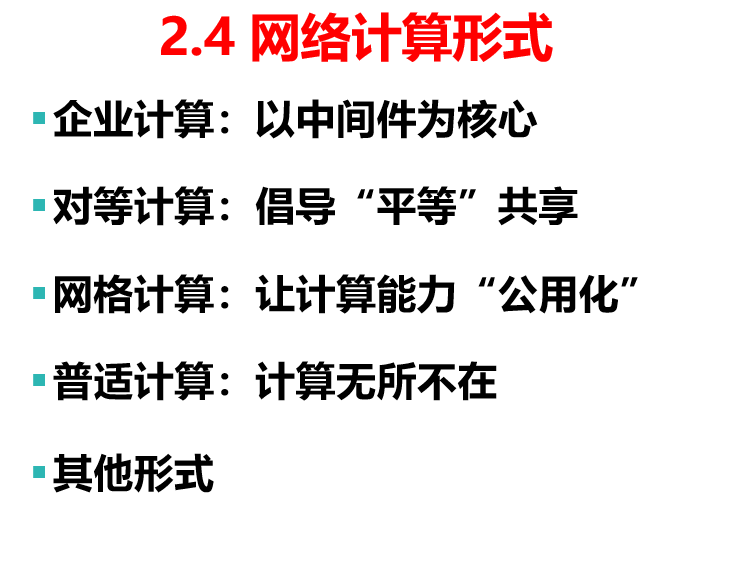 2.4 网络计算形式
企业计算：以中间件为核心
对等计算：倡导“平等”共享
网格计算：让计算能力“公用化”
普适计算：计算无所不在
其他形式